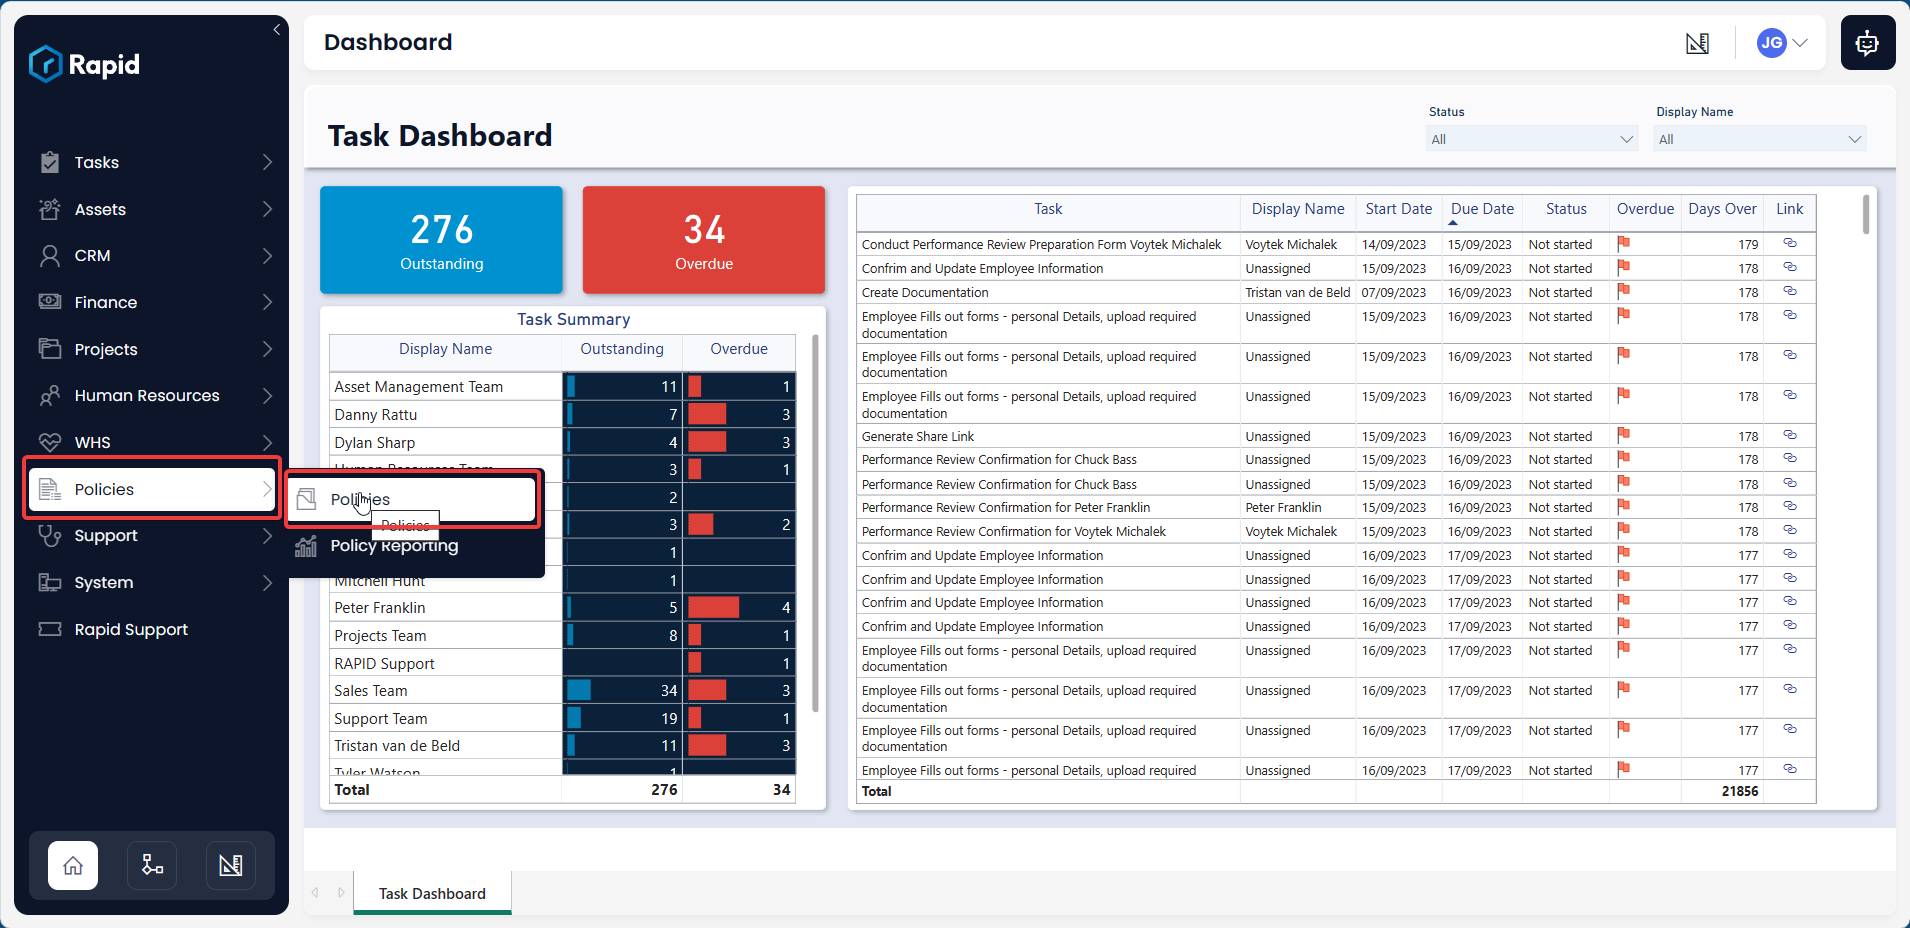 Rapid
Dashboard
JG
Tasks
Assets
CRM
Finance
Projects
Human Resources
WHS
Policies
Support
System
Rapid Support
Policies
Policies
Policy Reporting
Task Dashboard
Status
All
Display Name
All
276
Outstanding
34
Overdue
Task Summary
Display Name Outstanding Overdue
Asset Management Team 11 1
Danny Rattu 7 3
Dylan Sharp 4 3
Human Resources Team 3 1
2
3 2
1
Mitchell Hunt 1
Peter Franklin 5 4
Projects Team 8 1
RAPID Support 1
Sales Team 34 3
Support Team 19 1
Tristan van de Beld 11 3
Tyler Watson 1
Total 276 34
Task Display Name Start Date Due Date Status Overdue Days Over Link
Conduct Performance Review Preparation Form Voytek Michalek Voytek Michalek 14/09/2023 15/09/2023 Not started 179
Confrim and Update Employee Information Unassigned 15/09/2023 16/09/2023 Not started 178
Create Documentation Tristan van de Beld 07/09/2023 16/09/2023 Not started 178
Employee Fills out forms - personal Details, upload required Unassigned 15/09/2023 16/09/2023 Not started 178
documentation
Employee Fills out forms - personal Details, upload required Unassigned 15/09/2023 16/09/2023 Not started 178
documentation
Employee Fills out forms - personal Details, upload required Unassigned 15/09/2023 16/09/2023 Not started 178
documentation
Generate Share Link Unassigned 15/09/2023 16/09/2023 Not started 178
Performance Review Confirmation for Chuck Bass Unassigned 15/09/2023 16/09/2023 Not started 178
Performance Review Confirmation for Chuck Bass Unassigned 15/09/2023 16/09/2023 Not started 178
Performance Review Confirmation for Peter Franklin Peter Franklin 15/09/2023 16/09/2023 Not started 178
Performance Review Confirmation for Voytek Michalek Voytek Michalek 15/09/2023 16/09/2023 Not started 178
Confrim and Update Employee Information Unassigned 16/09/2023 17/09/2023 Not started 177
Confrim and Update Employee Information Unassigned 16/09/2023 17/09/2023 Not started 177
Confrim and Update Employee Information Unassigned 16/09/2023 17/09/2023 Not started 177
Confrim and Update Employee Information Unassigned 16/09/2023 17/09/2023 Not started 177
Employee Fills out forms - personal Details, upload required Unassigned 16/09/2023 17/09/2023 Not started 177
documentation
Employee Fills out forms - personal Details, upload required Unassigned 16/09/2023 17/09/2023 Not started 177
documentation
Employee Fills out forms - personal Details, upload required Unassigned 16/09/2023 17/09/2023 Not started 177
documentation
Employee Fills out forms - personal Details, upload required Unassigned 16/09/2023 17/09/2023 Not started 177
Total 21856
Task Dashboard